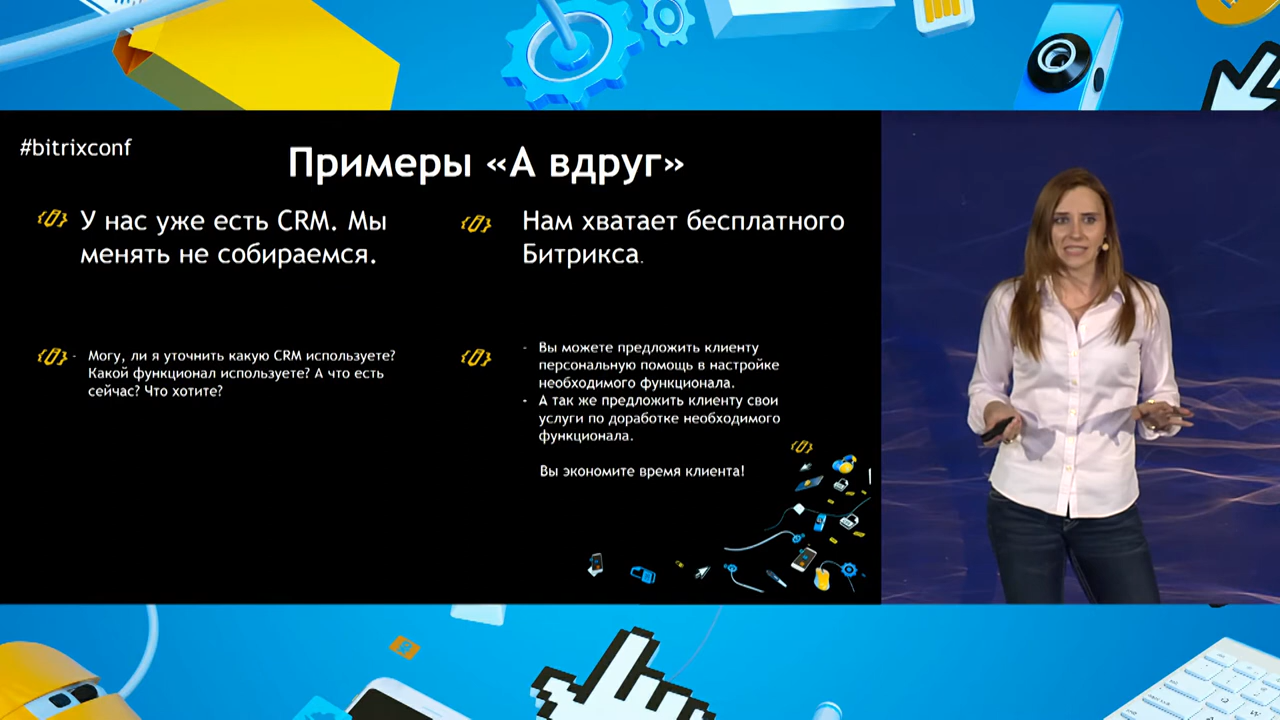 #bitrixconf
Примеры «А вдруг»
У нас уже есть CRM. Мы
менять не собираемся.
Нам хватает бесплатного
Битрикса.
- Могу, ли я уточнить какую CRM используете?
Какой функционал используете? А что есть
сейчас? Что хотите?
- Вы можете предложить клиенту
персональную помощь в настройке
необходимого функционала.
- А так же предложить клиенту свои
услуги по доработке необходимого
функционала.
Вы экономите время клиента!